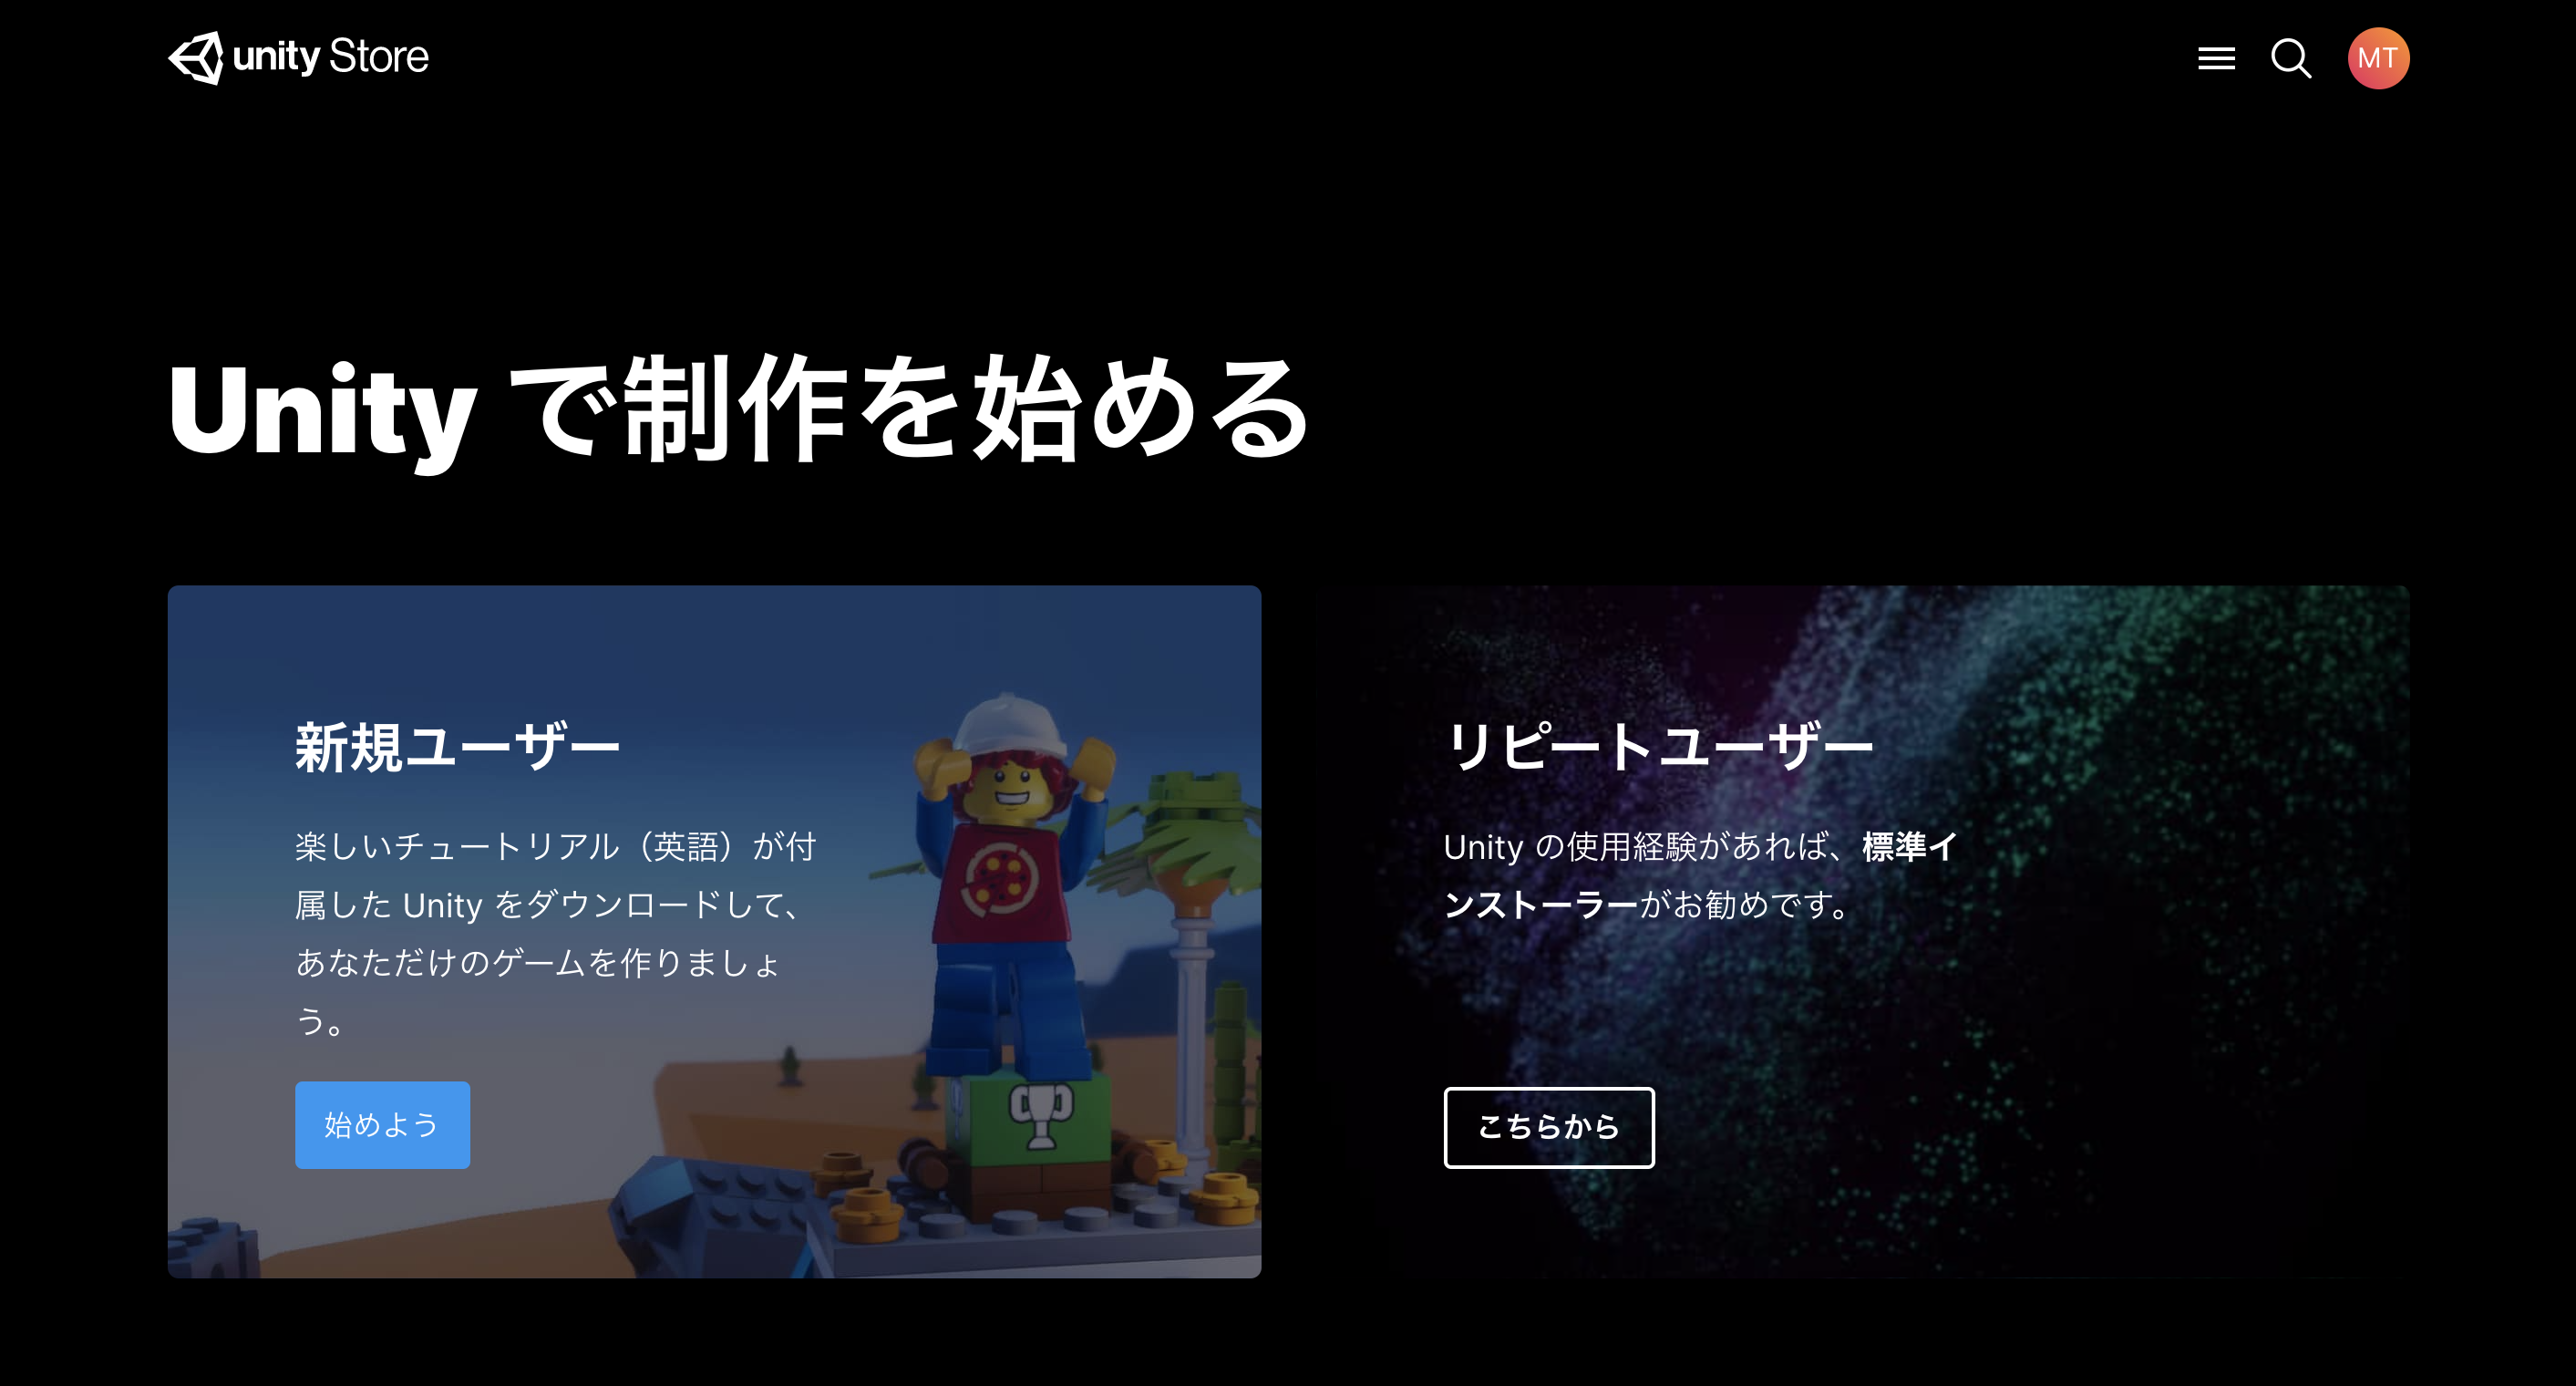 unity Store
MT
Unity で制作を始める
新規ユーザー
楽しいチュートリアル（英語）が付
属した Unity をダウンロードして、
あなただけのゲームを作りましょ
う。
始めよう
リピートユーザー
Unity の使用経験があれば、標準イ
ンストーラーがお勧めです。
こちらから